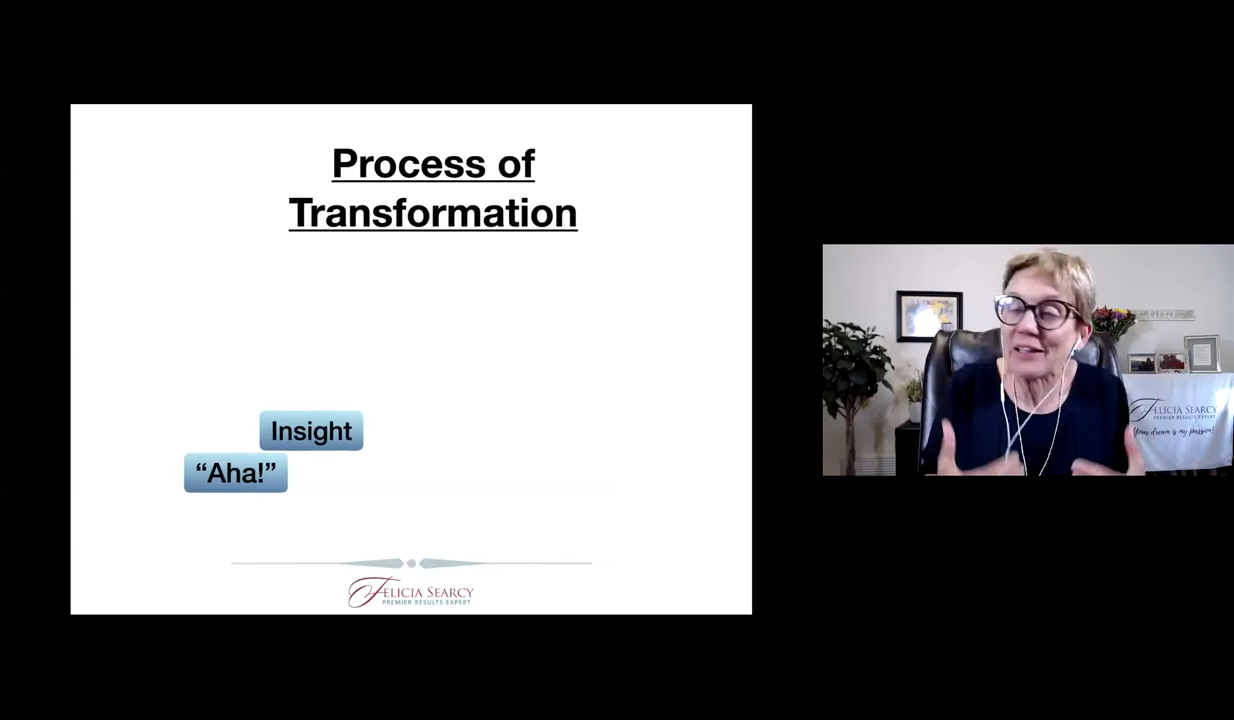 Process of
Transformation
Insight
“Aha!”
FELICIA SEARCY
PREMIER RESULTS EXPERT
FELICIA SEARCY
PREMIER RESULTS EXPERT
Your dream is my passion!